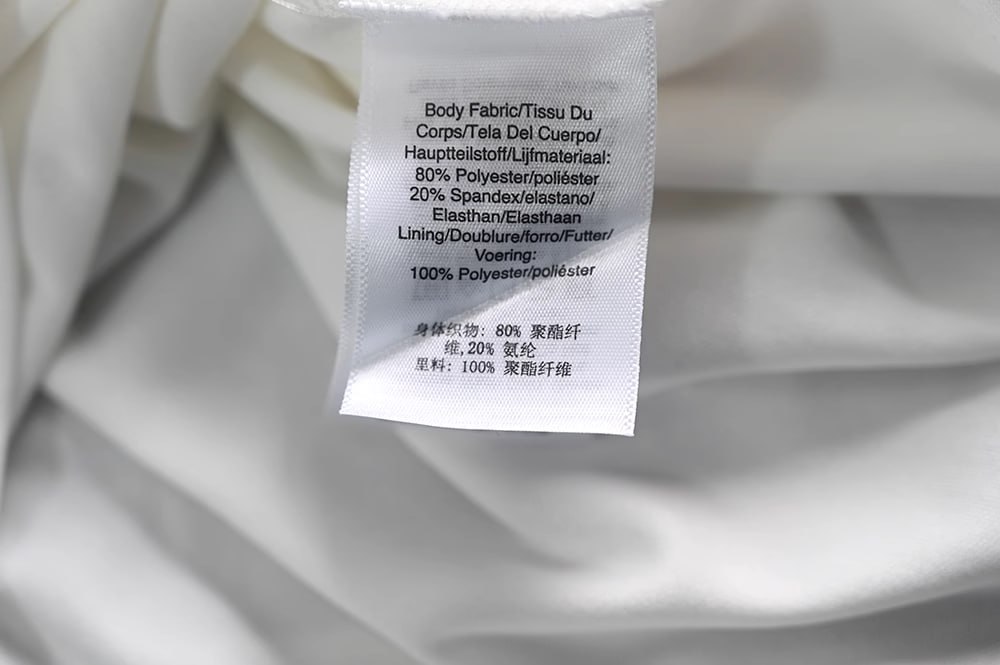 Body Fabric/Tissu Du
Corps/Tela Del Cuerpo/
Hauptteilstoff/Lijfmateriaal:
80% Polyester/poliéster
20% Spandex/elastano/
Elasthan/Elasthaan
Lining/Doublure/forro/Futter/
Voering:
100% Polyester/poliéster
身体织物: 80% 聚酯纤
维,20% 氨纶
里料: 100% 聚酯纤维